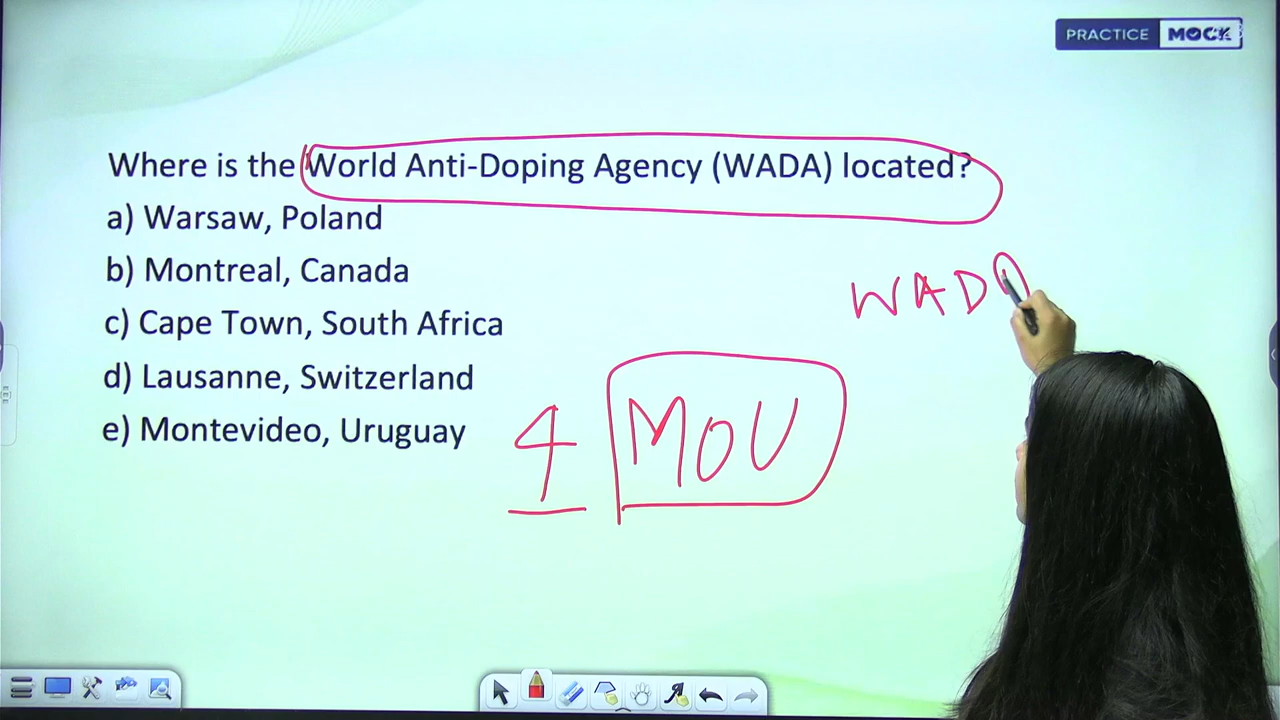 PRACTICE MOCK
Where is the World Anti-Doping Agency (WADA) located?
a) Warsaw, Poland
b) Montreal, Canada
WAD
c) Cape Town, South Africa
d) Lausanne, Switzerland
e) Montevideo, Uruguay
4 MOU